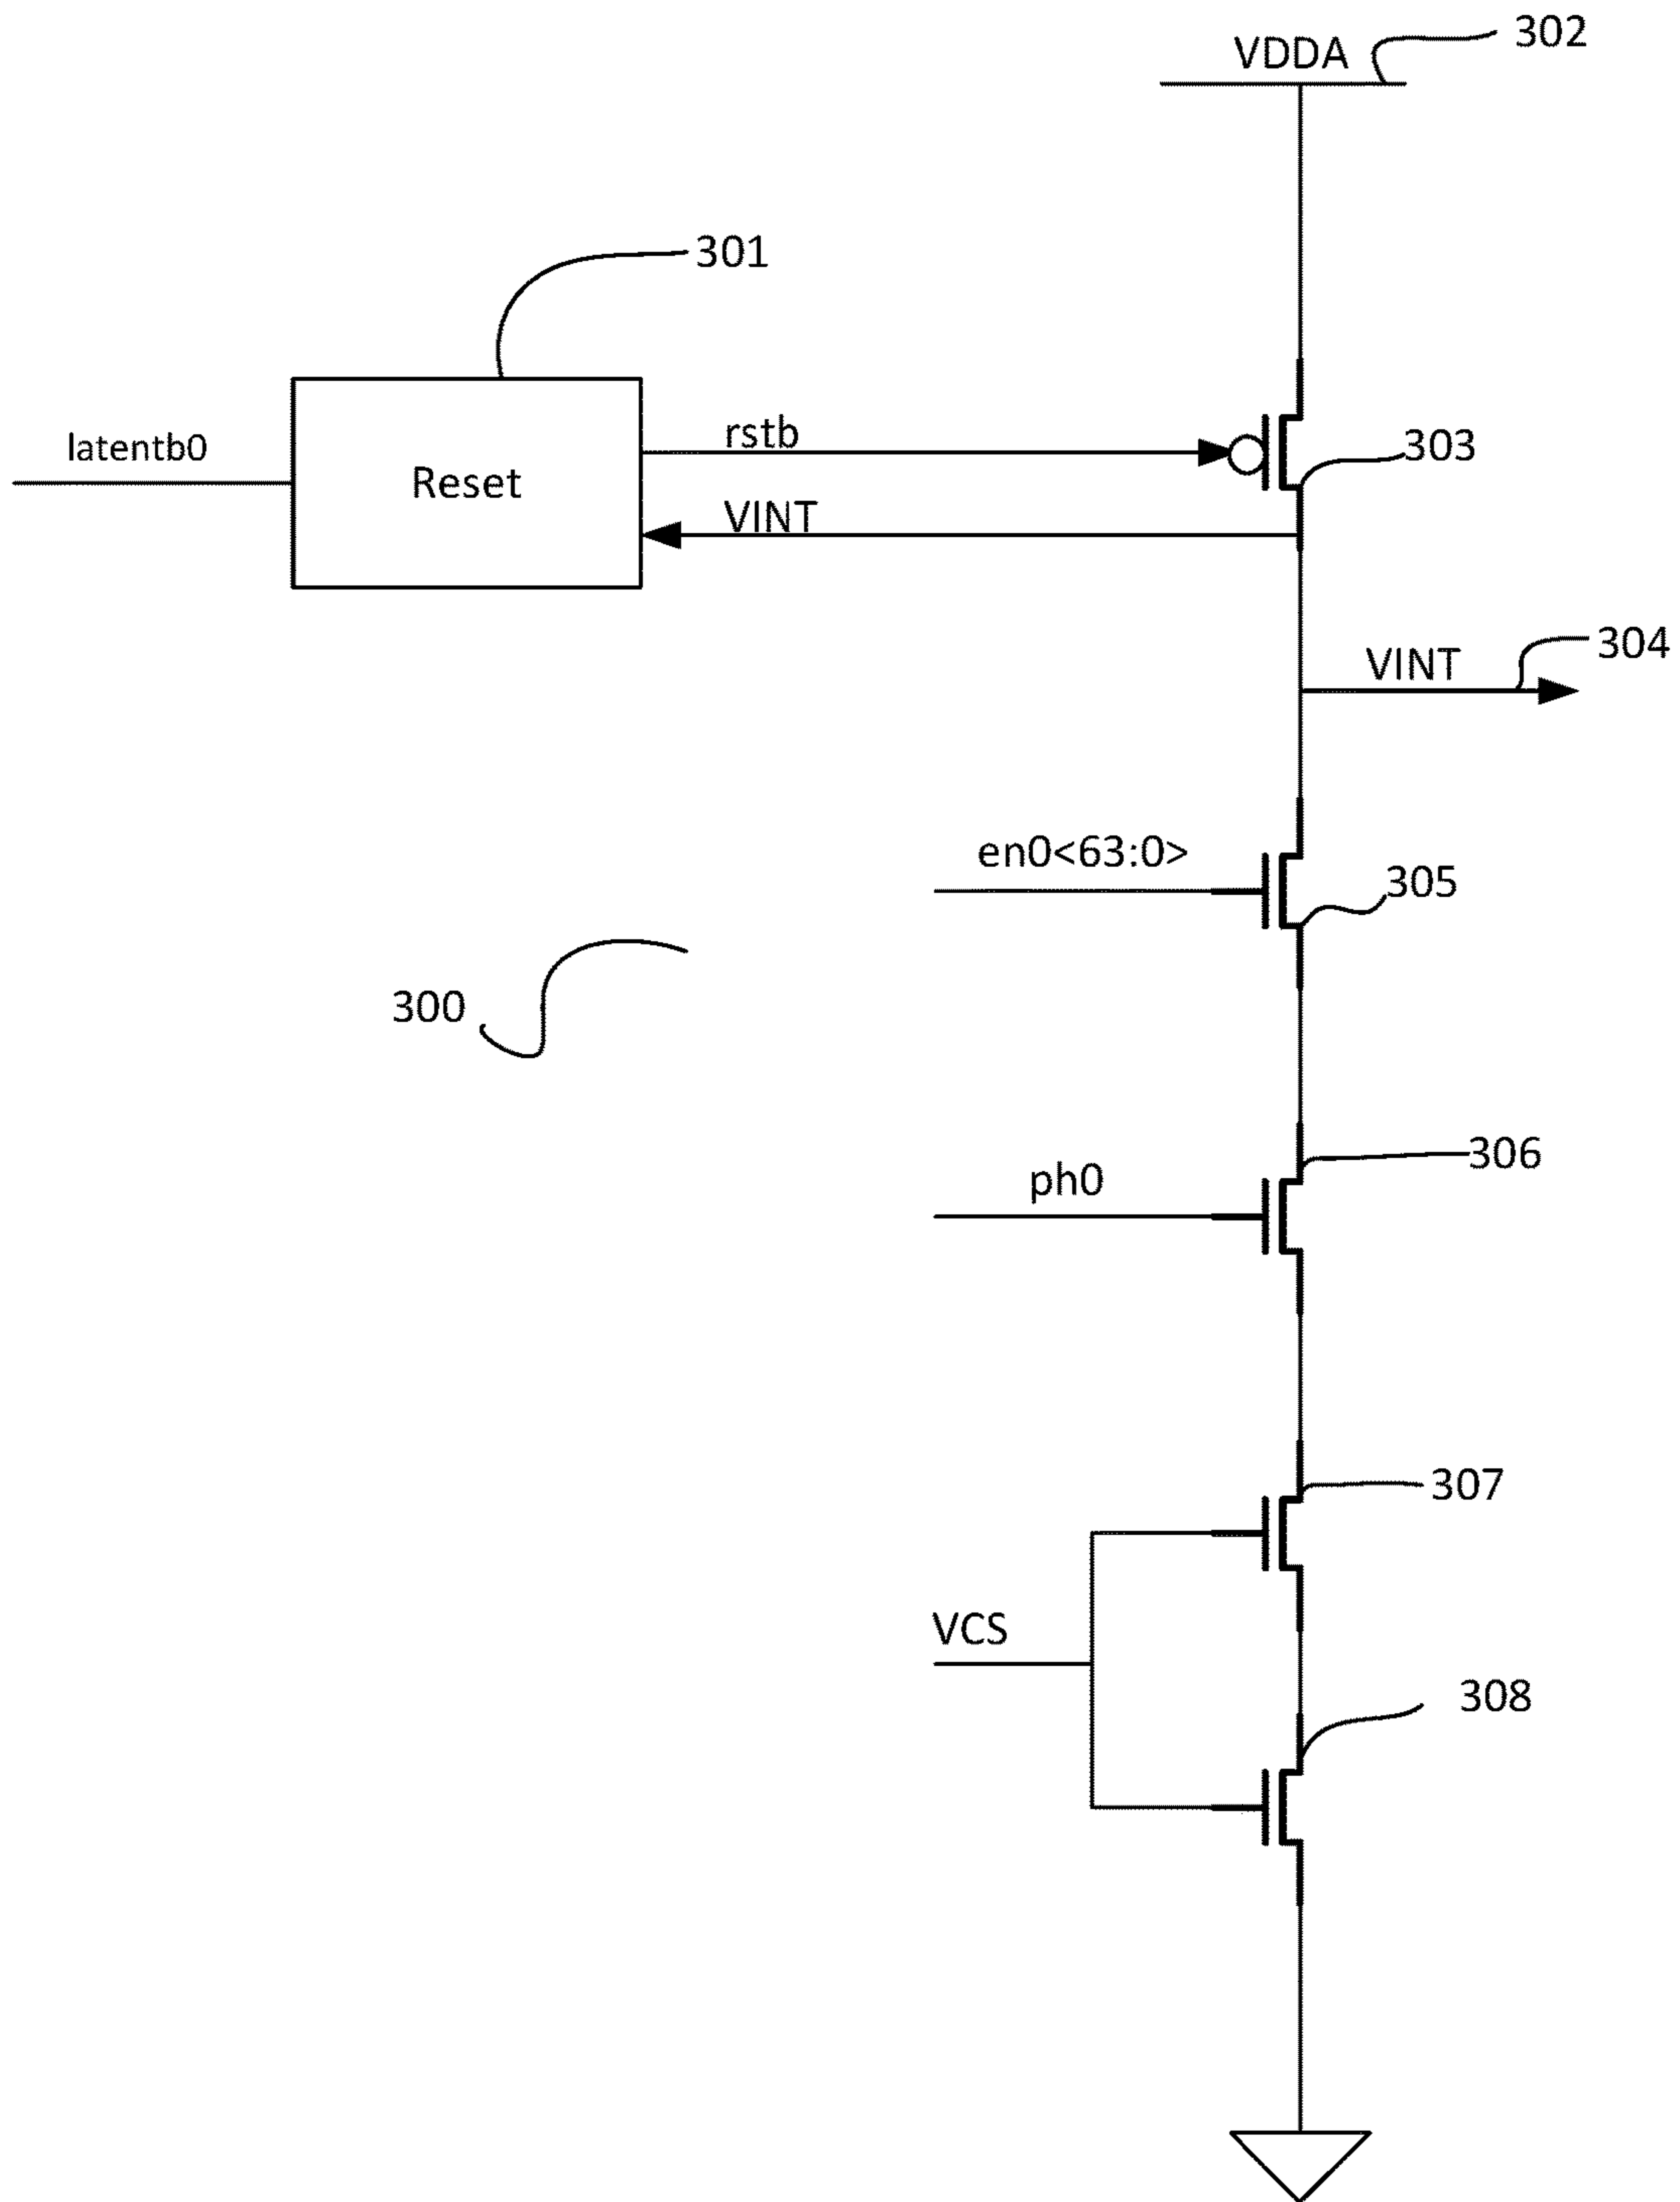 302
VDDA
301
rstb
latentb0
303
Reset
VINT
304
VINT
en0<63:0>
305
300
306
ph0
307
VCS
308